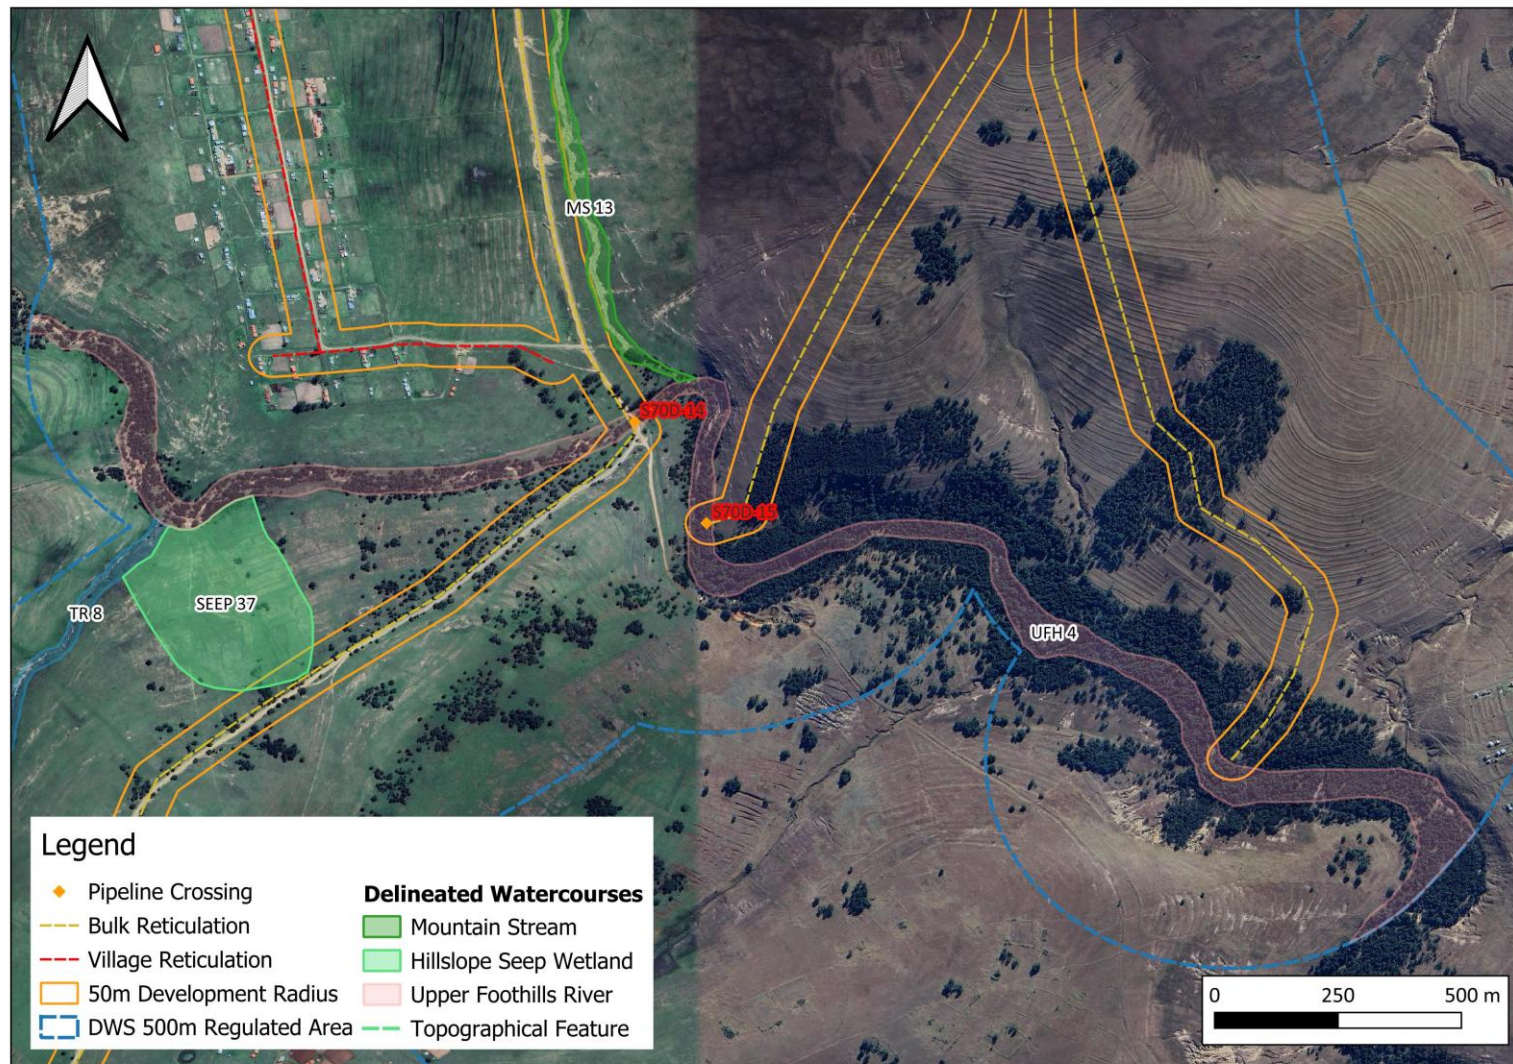 MS 13
S70D-14
S70D-15
SEEP 37
TR 8
UFH 4
Legend
Pipeline Crossing
Bulk Reticulation
Village Reticulation
50m Development Radius
DWS 500m Regulated Area
Delineated Watercourses
Mountain Stream
Hillslope Seep Wetland
Upper Foothills River
Topographical Feature
0 250 500 m